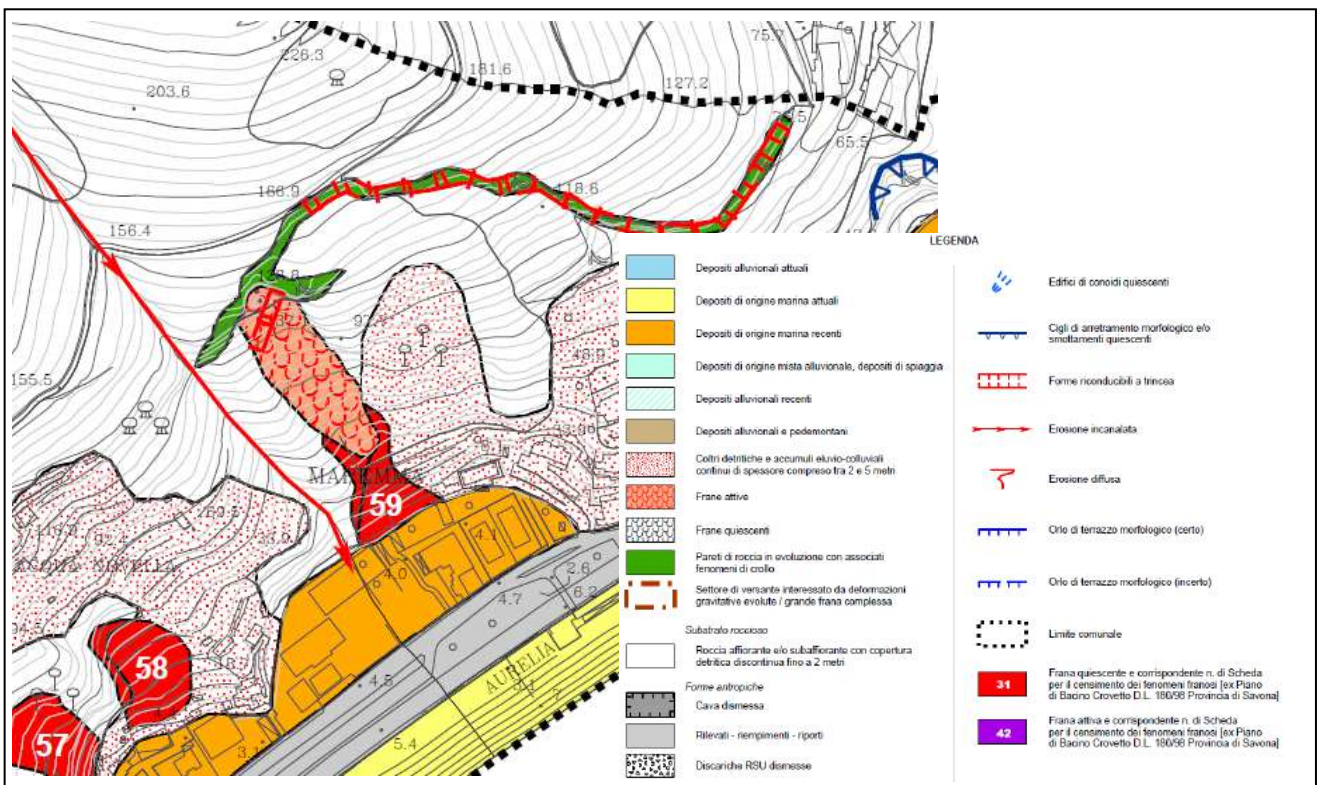 75.7
226.3
181.6
127.2
203.6
65.5
166.9
118.6
156.4
155.5
MAREMMA
59
4.1
2.6
4.0
6.2
4.7
58
AURELIA
4.5
57
3.1
5.4
LEGENDA
Depositi alluvionali attuali
Depositi di origine marina attuali
Depositi di origine marina recenti
Depositi di origine mista alluvionale, depositi di spiaggia
Depositi alluvionali recenti
Depositi alluvionali e pedemontani
Coltri detritiche e accumuli eluvio-colluviali
continui di spessore compreso tra 2 e 5 metri
Frane attive
Frane quiescenti
Pareti di roccia in evoluzione con associati
fenomeni di crollo
Settore di versante interessato da deformazioni
gravitative evolute / grande frana complessa
Substrato roccioso
Roccia affiorante e/o subaffiorante con copertura
detritica discontinua fino a 2 metri
Forme antropiche
Cava dismessa
Rilevati - riempimenti - riporti
Discariche RSU dismesse
Edifici di conoidi quiescenti
Cigli di arretramento morfologico e/o
smottamenti quiescenti
Forme riconducibili a trincea
Erosione incanalata
Erosione diffusa
Orlo di terrazzo morfologico (certo)
Orlo di terrazzo morfologico (incerto)
Limite comunale
31
Frana quiescente e corrispondente n. di Scheda
per il censimento dei fenomeni franosi [ex Piano
di Bacino Crovetto D.L. 180/98 Provincia di Savona]
42
Frana attiva e corrispondente n. di Scheda
per il censimento dei fenomeni franosi [ex Piano
di Bacino Crovetto D.L. 180/98 Provincia di Savona]